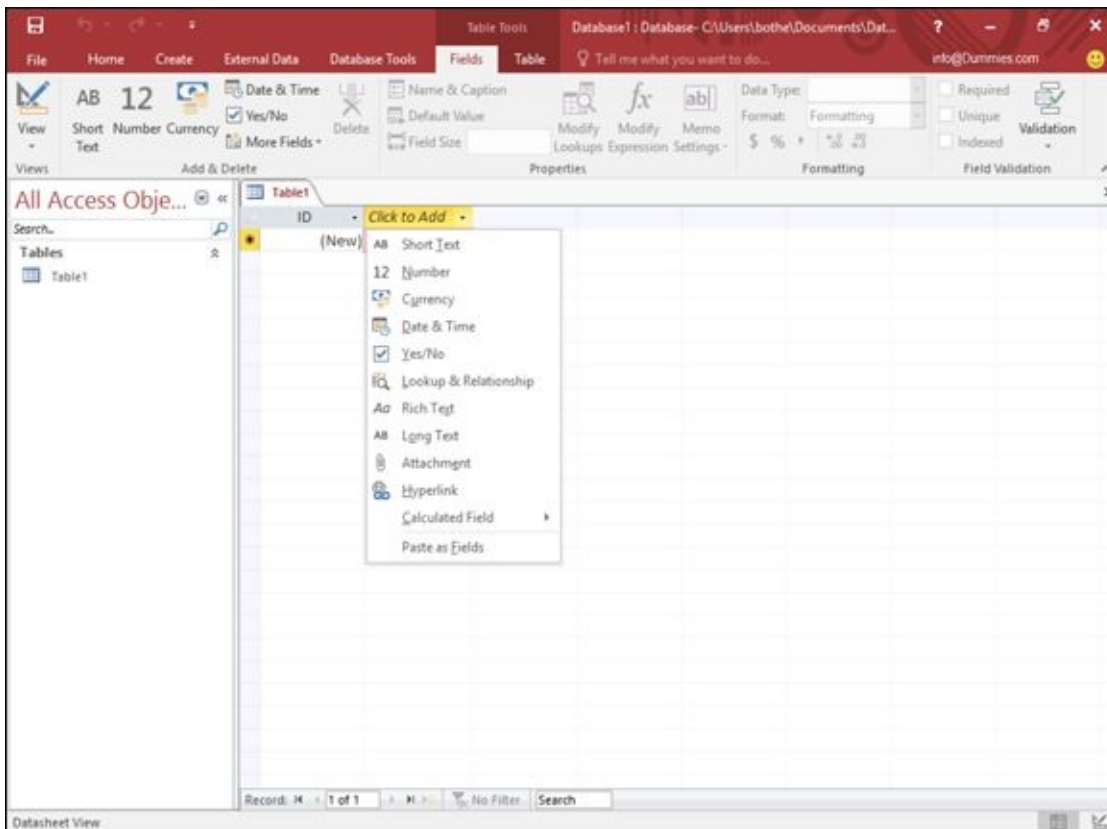 Table Tools Database1 : Database- C:\Users\bothe\Documents\Dat... ?
File Home Create External Data Database Tools Fields Table Tell me what you want to do... info@Dummies.com
View
AB Short Text
12 Number
Currency
Date & Time
Yes/No
More Fields
Delete
Name & Caption
Default Value
Field Size
Modify Lookups
fx Modify Expression
ab Memo Settings
Data Type:
Format: Formatting
$ % ,
Required
Unique
Indexed
Validation
Views Add & Delete Properties Formatting Field Validation
All Access Obje... «
Search...
Tables
Table1
Table1
ID Click to Add
(New)
AB Short Text
12 Number
Currency
Date & Time
Yes/No
Lookup & Relationship
Aa Rich Text
AB Long Text
Attachment
Hyperlink
Calculated Field
Paste as Fields
Record: 1 of 1 No Filter Search
Datasheet View